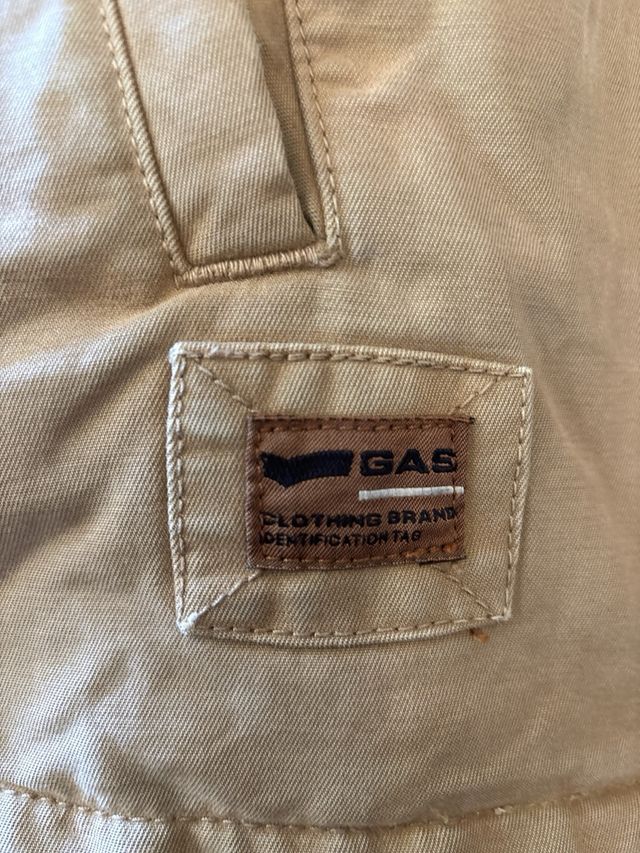 GAS
CLOTHING BRAND
IDENTIFICATION TAG